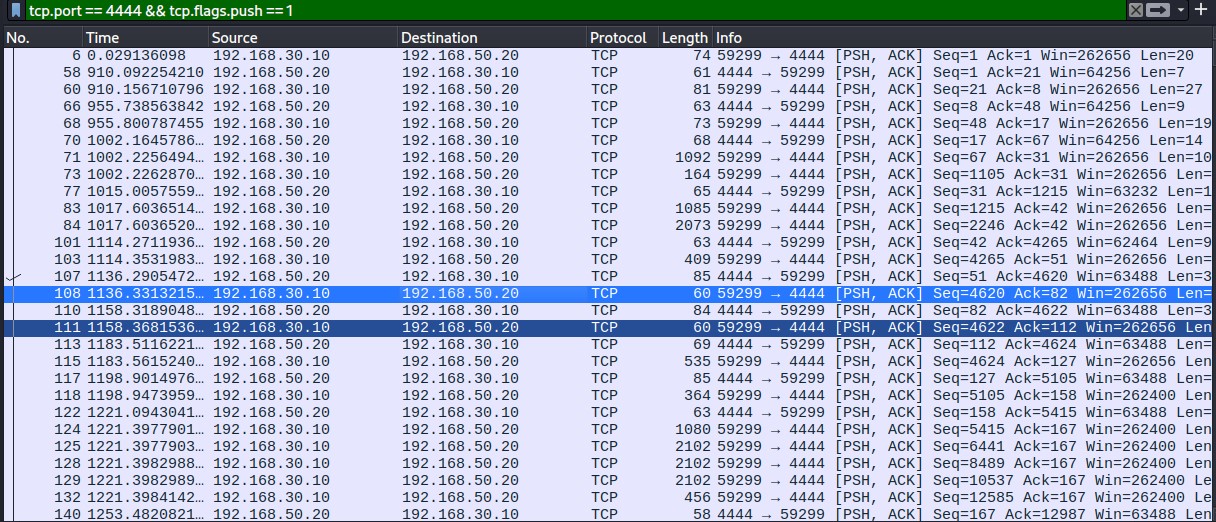 tcp.port == 4444 && tcp.flags.push == 1
No. Time Source Destination Protocol Length Info
6 0.029136098 192.168.30.10 192.168.50.20 TCP 74 59299 → 4444 [PSH, ACK] Seq=1 Ack=1 Win=262656 Len=20
58 910.092254210 192.168.50.20 192.168.30.10 TCP 61 4444 → 59299 [PSH, ACK] Seq=1 Ack=21 Win=64256 Len=7
60 910.156710796 192.168.30.10 192.168.50.20 TCP 81 59299 → 4444 [PSH, ACK] Seq=21 Ack=8 Win=262656 Len=27
66 955.738563842 192.168.50.20 192.168.30.10 TCP 63 4444 → 59299 [PSH, ACK] Seq=8 Ack=48 Win=64256 Len=9
68 955.800787455 192.168.30.10 192.168.50.20 TCP 73 59299 → 4444 [PSH, ACK] Seq=48 Ack=17 Win=262656 Len=19
70 1002.1645786… 192.168.50.20 192.168.30.10 TCP 68 4444 → 59299 [PSH, ACK] Seq=17 Ack=67 Win=64256 Len=14
71 1002.2256494… 192.168.30.10 192.168.50.20 TCP 1092 59299 → 4444 [PSH, ACK] Seq=67 Ack=31 Win=262656 Len=10
73 1002.2262870… 192.168.30.10 192.168.50.20 TCP 164 59299 → 4444 [PSH, ACK] Seq=1105 Ack=31 Win=262656 Len=
77 1015.0057559… 192.168.50.20 192.168.30.10 TCP 65 4444 → 59299 [PSH, ACK] Seq=31 Ack=1215 Win=63232 Len=1
83 1017.6036514… 192.168.30.10 192.168.50.20 TCP 1085 59299 → 4444 [PSH, ACK] Seq=1215 Ack=42 Win=262656 Len=
84 1017.6036520… 192.168.30.10 192.168.50.20 TCP 2073 59299 → 4444 [PSH, ACK] Seq=2246 Ack=42 Win=262656 Len=
101 1114.2711936… 192.168.50.20 192.168.30.10 TCP 63 4444 → 59299 [PSH, ACK] Seq=42 Ack=4265 Win=62464 Len=9
103 1114.3531983… 192.168.30.10 192.168.50.20 TCP 409 59299 → 4444 [PSH, ACK] Seq=4265 Ack=51 Win=262656 Len=
107 1136.2905472… 192.168.50.20 192.168.30.10 TCP 85 4444 → 59299 [PSH, ACK] Seq=51 Ack=4620 Win=63488 Len=3
108 1136.3313215… 192.168.30.10 192.168.50.20 TCP 60 59299 → 4444 [PSH, ACK] Seq=4620 Ack=82 Win=262656 Len=
110 1158.3189048… 192.168.50.20 192.168.30.10 TCP 84 4444 → 59299 [PSH, ACK] Seq=82 Ack=4622 Win=63488 Len=3
111 1158.3681536… 192.168.30.10 192.168.50.20 TCP 60 59299 → 4444 [PSH, ACK] Seq=4622 Ack=112 Win=262656 Len
113 1183.5116221… 192.168.50.20 192.168.30.10 TCP 69 4444 → 59299 [PSH, ACK] Seq=112 Ack=4624 Win=63488 Len=
115 1183.5615240… 192.168.30.10 192.168.50.20 TCP 535 59299 → 4444 [PSH, ACK] Seq=4624 Ack=127 Win=262656 Len
117 1198.9014976… 192.168.50.20 192.168.30.10 TCP 85 4444 → 59299 [PSH, ACK] Seq=127 Ack=5105 Win=63488 Len=
118 1198.9473959… 192.168.30.10 192.168.50.20 TCP 364 59299 → 4444 [PSH, ACK] Seq=5105 Ack=158 Win=262400 Len
122 1221.0943041… 192.168.50.20 192.168.30.10 TCP 63 4444 → 59299 [PSH, ACK] Seq=158 Ack=5415 Win=63488 Len=
124 1221.3977901… 192.168.30.10 192.168.50.20 TCP 1080 59299 → 4444 [PSH, ACK] Seq=5415 Ack=167 Win=262400 Len
125 1221.3977903… 192.168.30.10 192.168.50.20 TCP 2102 59299 → 4444 [PSH, ACK] Seq=6441 Ack=167 Win=262400 Len
128 1221.3982988… 192.168.30.10 192.168.50.20 TCP 2102 59299 → 4444 [PSH, ACK] Seq=8489 Ack=167 Win=262400 Len
129 1221.3982989… 192.168.30.10 192.168.50.20 TCP 2102 59299 → 4444 [PSH, ACK] Seq=10537 Ack=167 Win=262400 Le
132 1221.3984142… 192.168.30.10 192.168.50.20 TCP 456 59299 → 4444 [PSH, ACK] Seq=12585 Ack=167 Win=262400 Le
140 1253.4820821… 192.168.50.20 192.168.30.10 TCP 58 4444 → 59299 [PSH, ACK] Seq=167 Ack=12987 Win=63488 Len